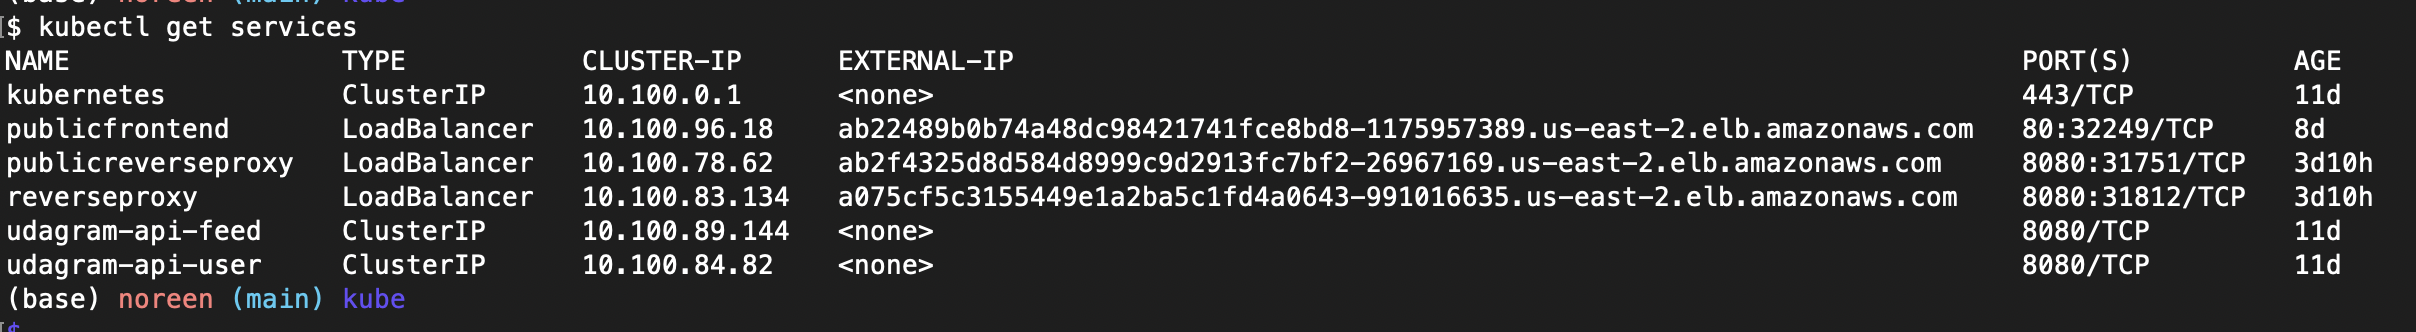 (base) noreen (main) kube
$ kubectl get services
NAME TYPE CLUSTER-IP EXTERNAL-IP PORT(S) AGE
kubernetes ClusterIP 10.100.0.1 <none> 443/TCP 11d
publicfrontend LoadBalancer 10.100.96.18 ab22489b0b74a48dc98421741fce8bd8-1175957389.us-east-2.elb.amazonaws.com 80:32249/TCP 8d
publicreverseproxy LoadBalancer 10.100.78.62 ab2f4325d8d584d8999c9d2913fc7bf2-26967169.us-east-2.elb.amazonaws.com 8080:31751/TCP 3d10h
reverseproxy LoadBalancer 10.100.83.134 a075cf5c3155449e1a2ba5c1fd4a0643-991016635.us-east-2.elb.amazonaws.com 8080:31812/TCP 3d10h
udagram-api-feed ClusterIP 10.100.89.144 <none> 8080/TCP 11d
udagram-api-user ClusterIP 10.100.84.82 <none> 8080/TCP 11d
(base) noreen (main) kube
$